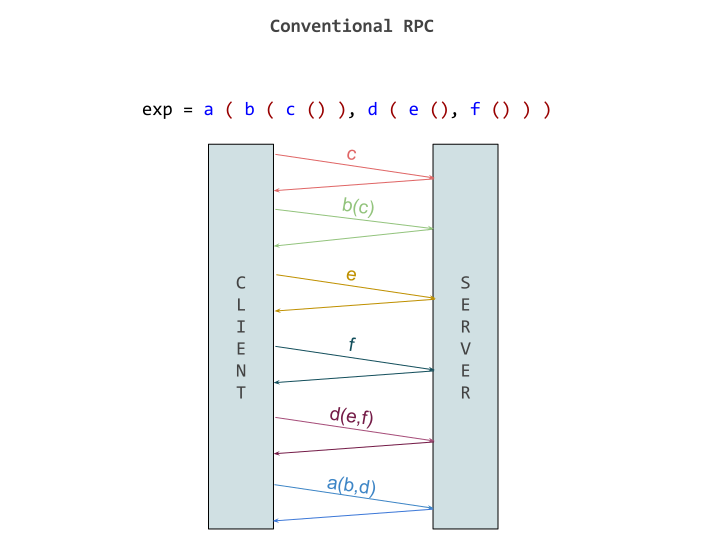 Conventional RPC
exp = a ( b ( c () ), d ( e (), f () ) )
c
b(c)
e
f
d(e,f)
a(b,d)
CLIENT
SERVER